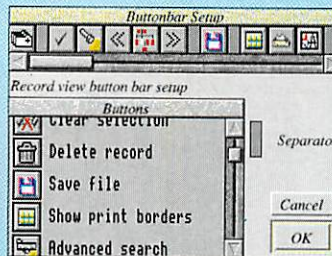 Buttonbar Setup
Record view button bar setup
Buttons
Clear selection
Delete record
Separato
Save file
Show print borders
Cancel
OK
Advanced search